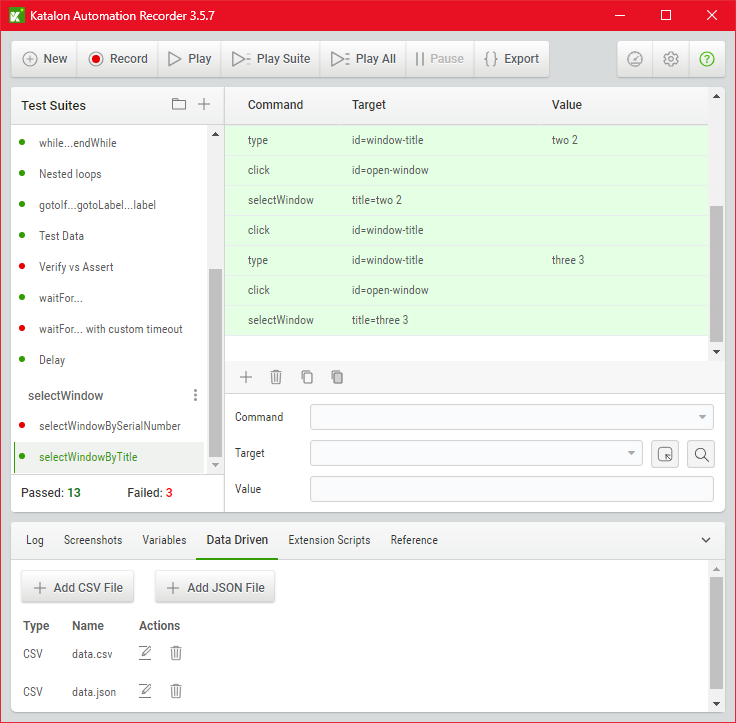 Katalon Automation Recorder 3.5.7
New Record Play Play Suite Play All Pause Export
Test Suites
while...endWhile
Nested loops
gotoIf...gotoLabel...label
Test Data
Verify vs Assert
waitFor...
waitFor... with custom timeout
Delay
selectWindow
selectWindowBySerialNumber
selectWindowByTitle
Passed: 13 Failed: 3
Command Target Value
type id=window-title two 2
click id=open-window
selectWindow title=two 2
click id=window-title
type id=window-title three 3
click id=open-window
selectWindow title=three 3
Command
Target
Value
Log Screenshots Variables Data Driven Extension Scripts Reference
Add CSV File Add JSON File
Type Name Actions
CSV data.csv
CSV data.json